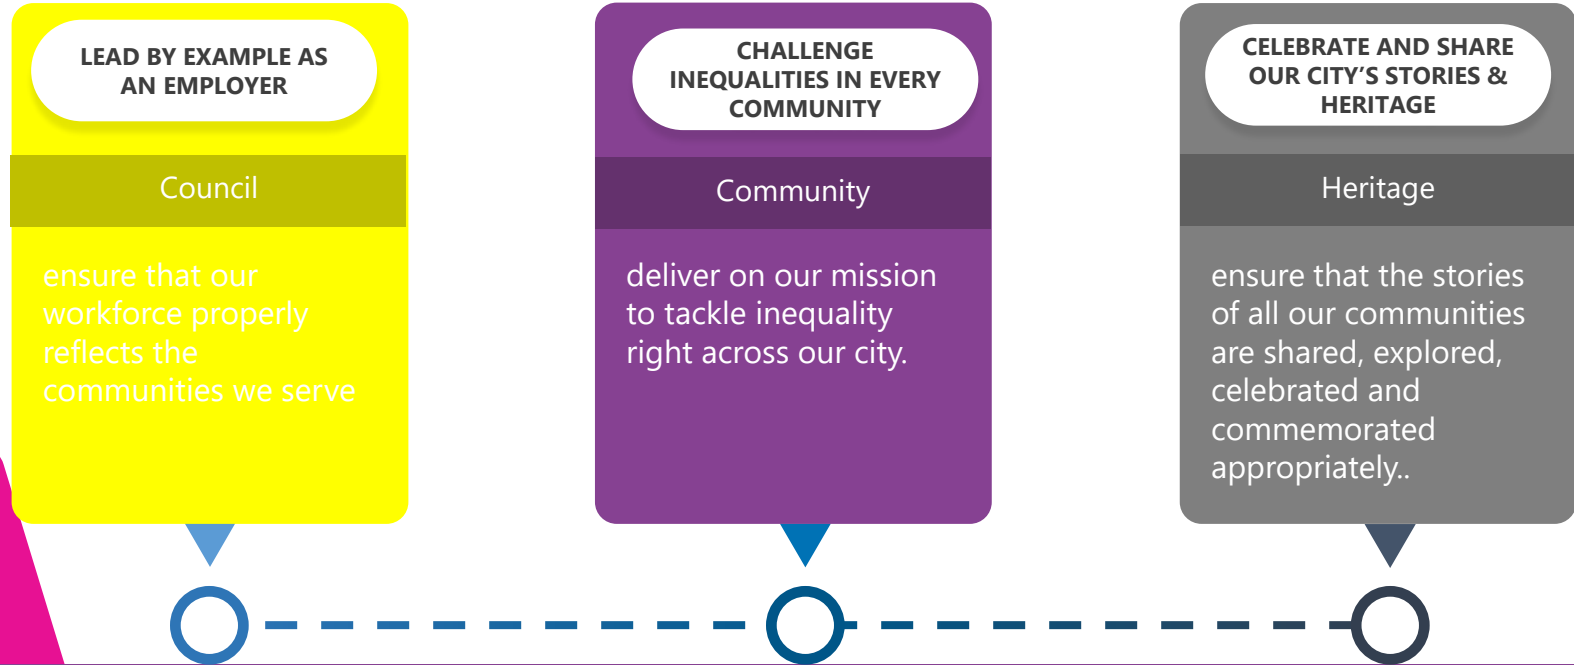 LEAD BY EXAMPLE AS
AN EMPLOYER
Council
ensure that our
workforce properly
reflects the
communities we serve
CHALLENGE
INEQUALITIES IN EVERY
COMMUNITY
Community
deliver on our mission
to tackle inequality
right across our city.
CELEBRATE AND SHARE
OUR CITY’S STORIES &
HERITAGE
Heritage
ensure that the stories
of all our communities
are shared, explored,
celebrated and
commemorated
appropriately..